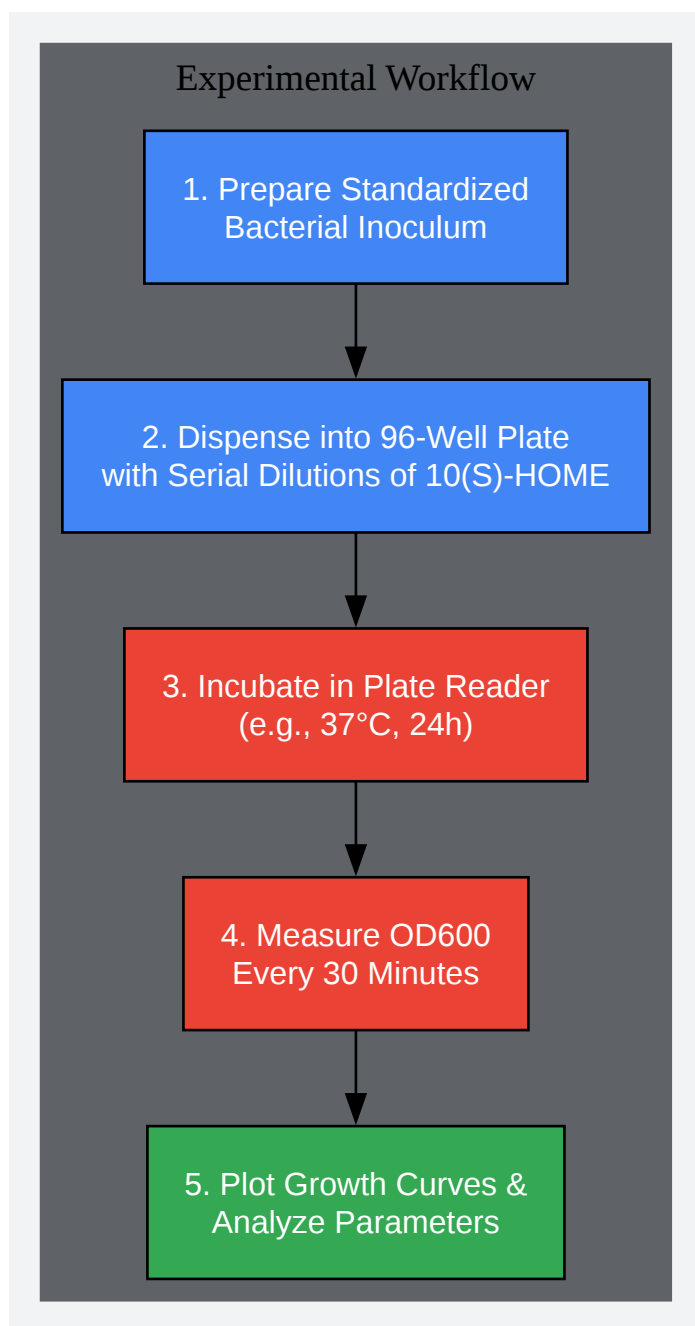 Experimental Workflow
1. Prepare Standardized
Bacterial Inoculum
2. Dispense into 96-Well Plate
with Serial Dilutions of 10(S)-HOME
3. Incubate in Plate Reader
(e.g., 37°C, 24h)
4. Measure OD600
Every 30 Minutes
5. Plot Growth Curves &
Analyze Parameters